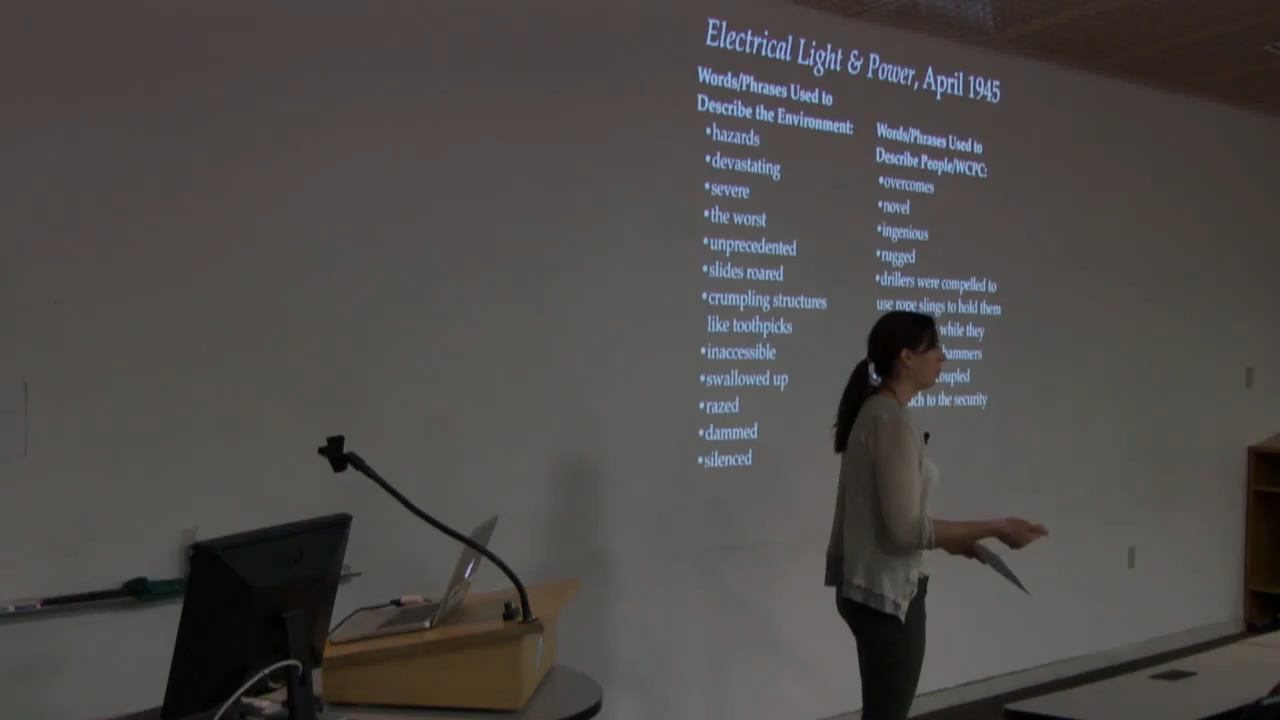 Electrical Light & Power, April 1945
Words/Phrases Used to
Describe the Environment:
•hazards
•devastating
•severe
•the worst
•unprecedented
•slides roared
•crumpling structures
like toothpicks
•inaccessible
•swallowed up
•razed
•dammed
•silenced
Words/Phrases Used to
Describe People/WCPC:
•overcomes
•novel
•ingenious
•rugged
•drillers were compelled to
use rope slings to hold them
while they
hammers
to the security